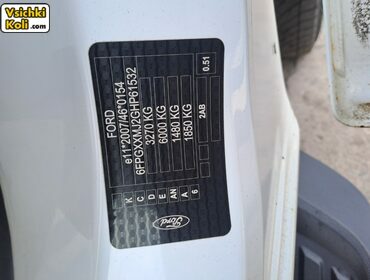 Vsichki
Koli.com
FORD
e11*2007/46*0154
6FPGXXMJ2GHP61532
3270 KG
6000 KG
1480 KG
1850 KG
2AB
0.51
K C D E AN A 6
Ford